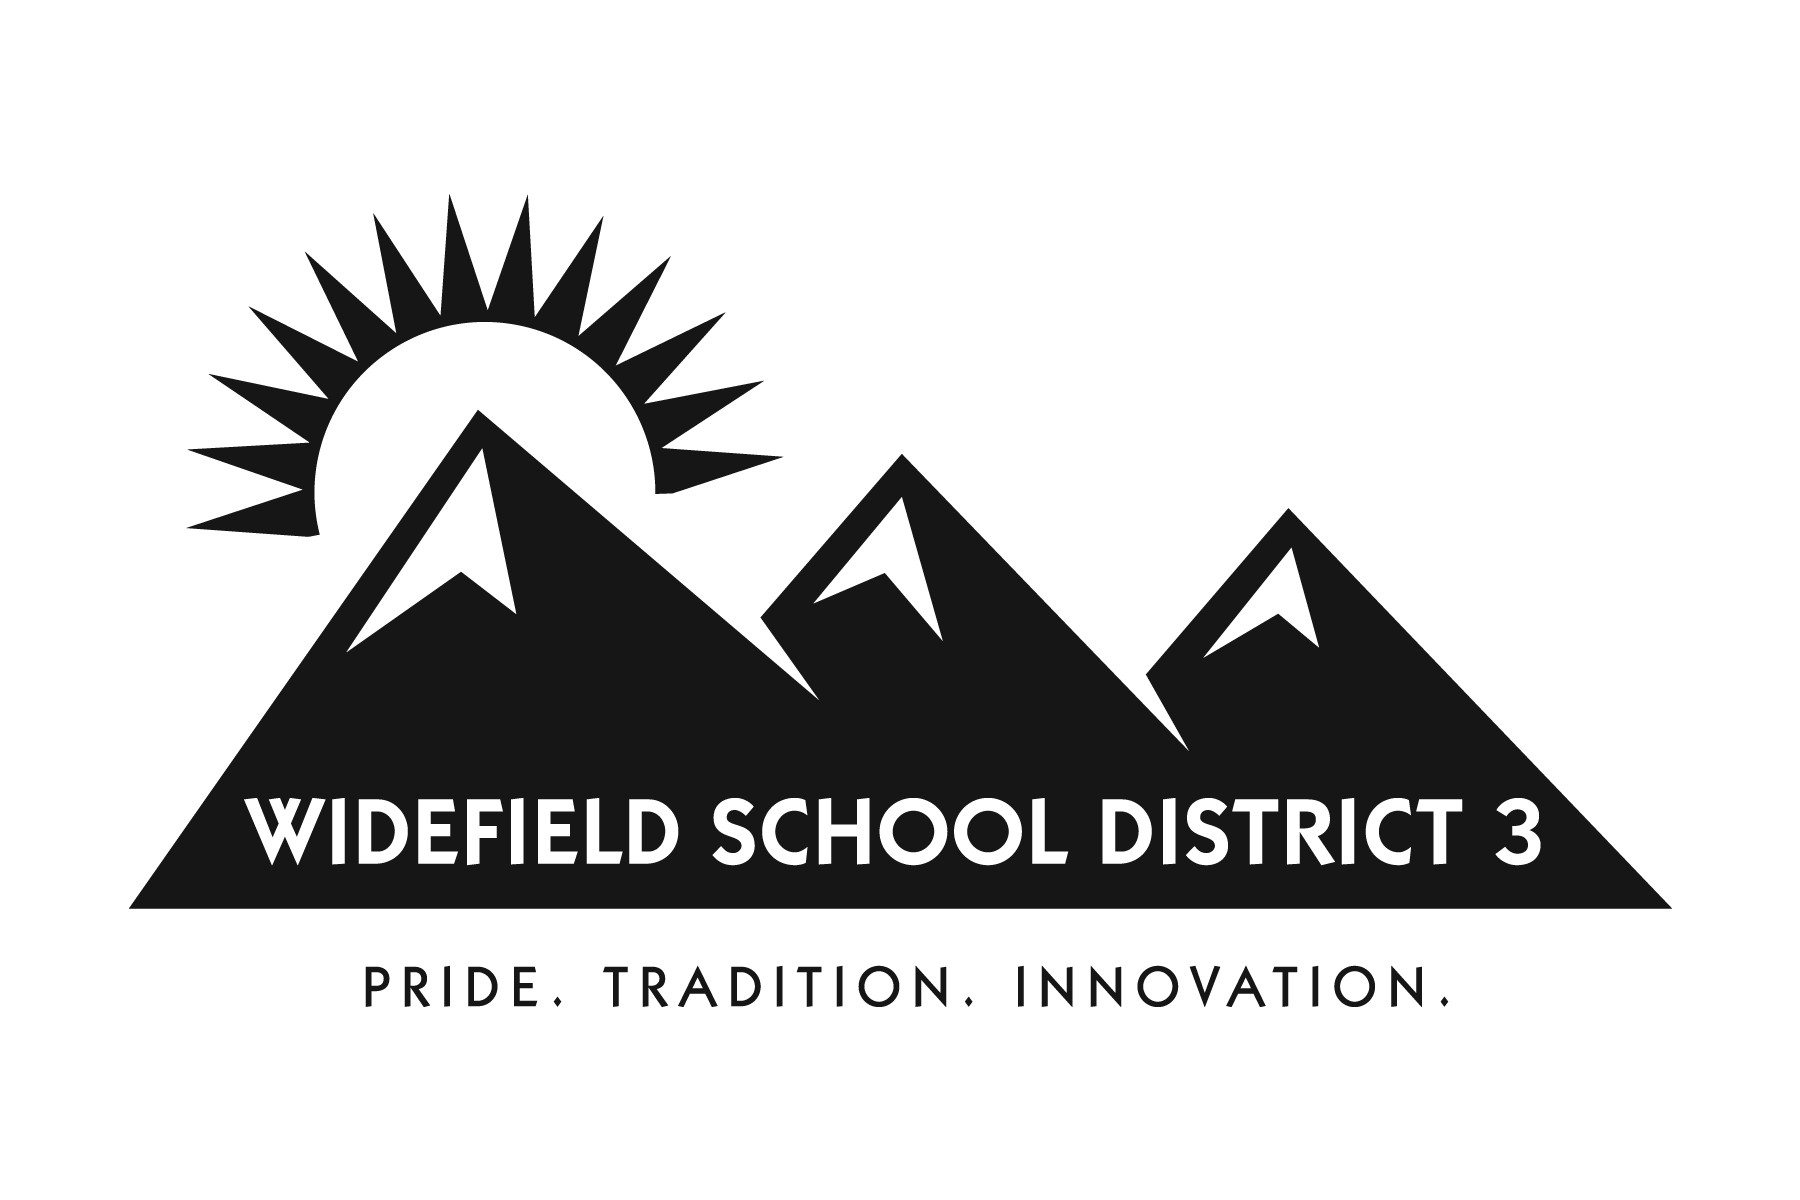 WIDEFIELD SCHOOL DISTRICT 3
PRIDE. TRADITION. INNOVATION.